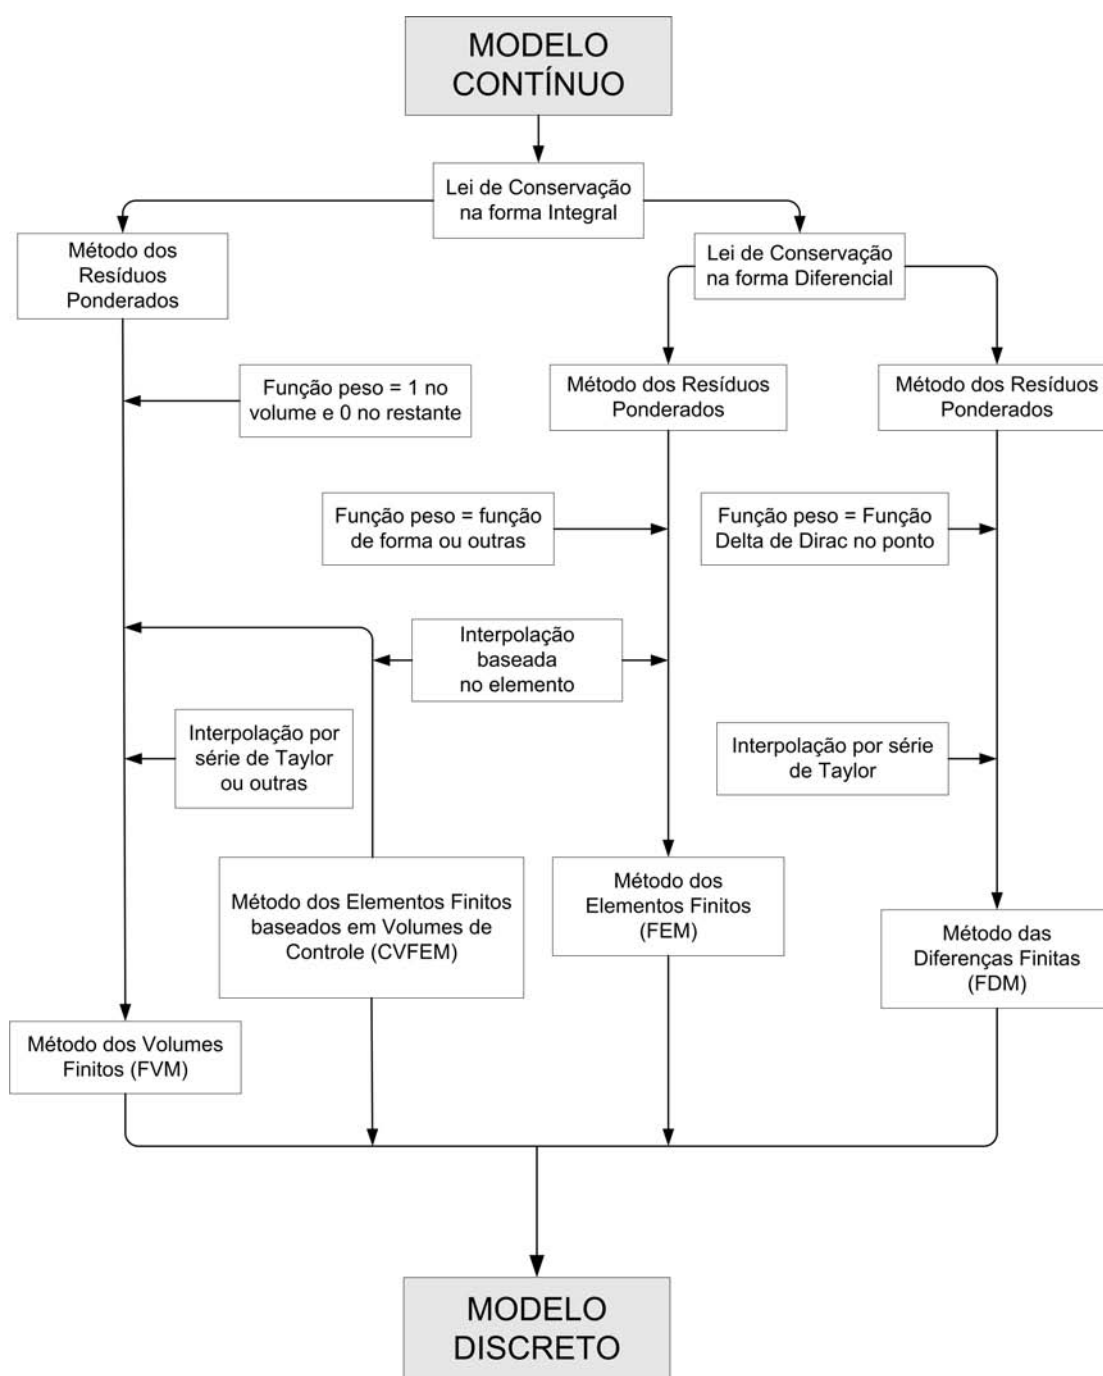 MODELO
CONTÍNUO
Lei de Conservação
na forma Integral
Método dos
Resíduos
Ponderados
Lei de Conservação
na forma Diferencial
Função peso = 1 no
volume e 0 no restante
Método dos Resíduos
Ponderados
Método dos Resíduos
Ponderados
Função peso = função
de forma ou outras
Função peso = Função
Delta de Dirac no ponto
Interpolação
baseada
no elemento
Interpolação por
série de Taylor
ou outras
Interpolação por série
de Taylor
Método dos Elementos Finitos
baseados em Volumes de
Controle (CVFEM)
Método dos
Elementos Finitos
(FEM)
Método das
Diferenças Finitas
(FDM)
Método dos Volumes
Finitos (FVM)
MODELO
DISCRETO